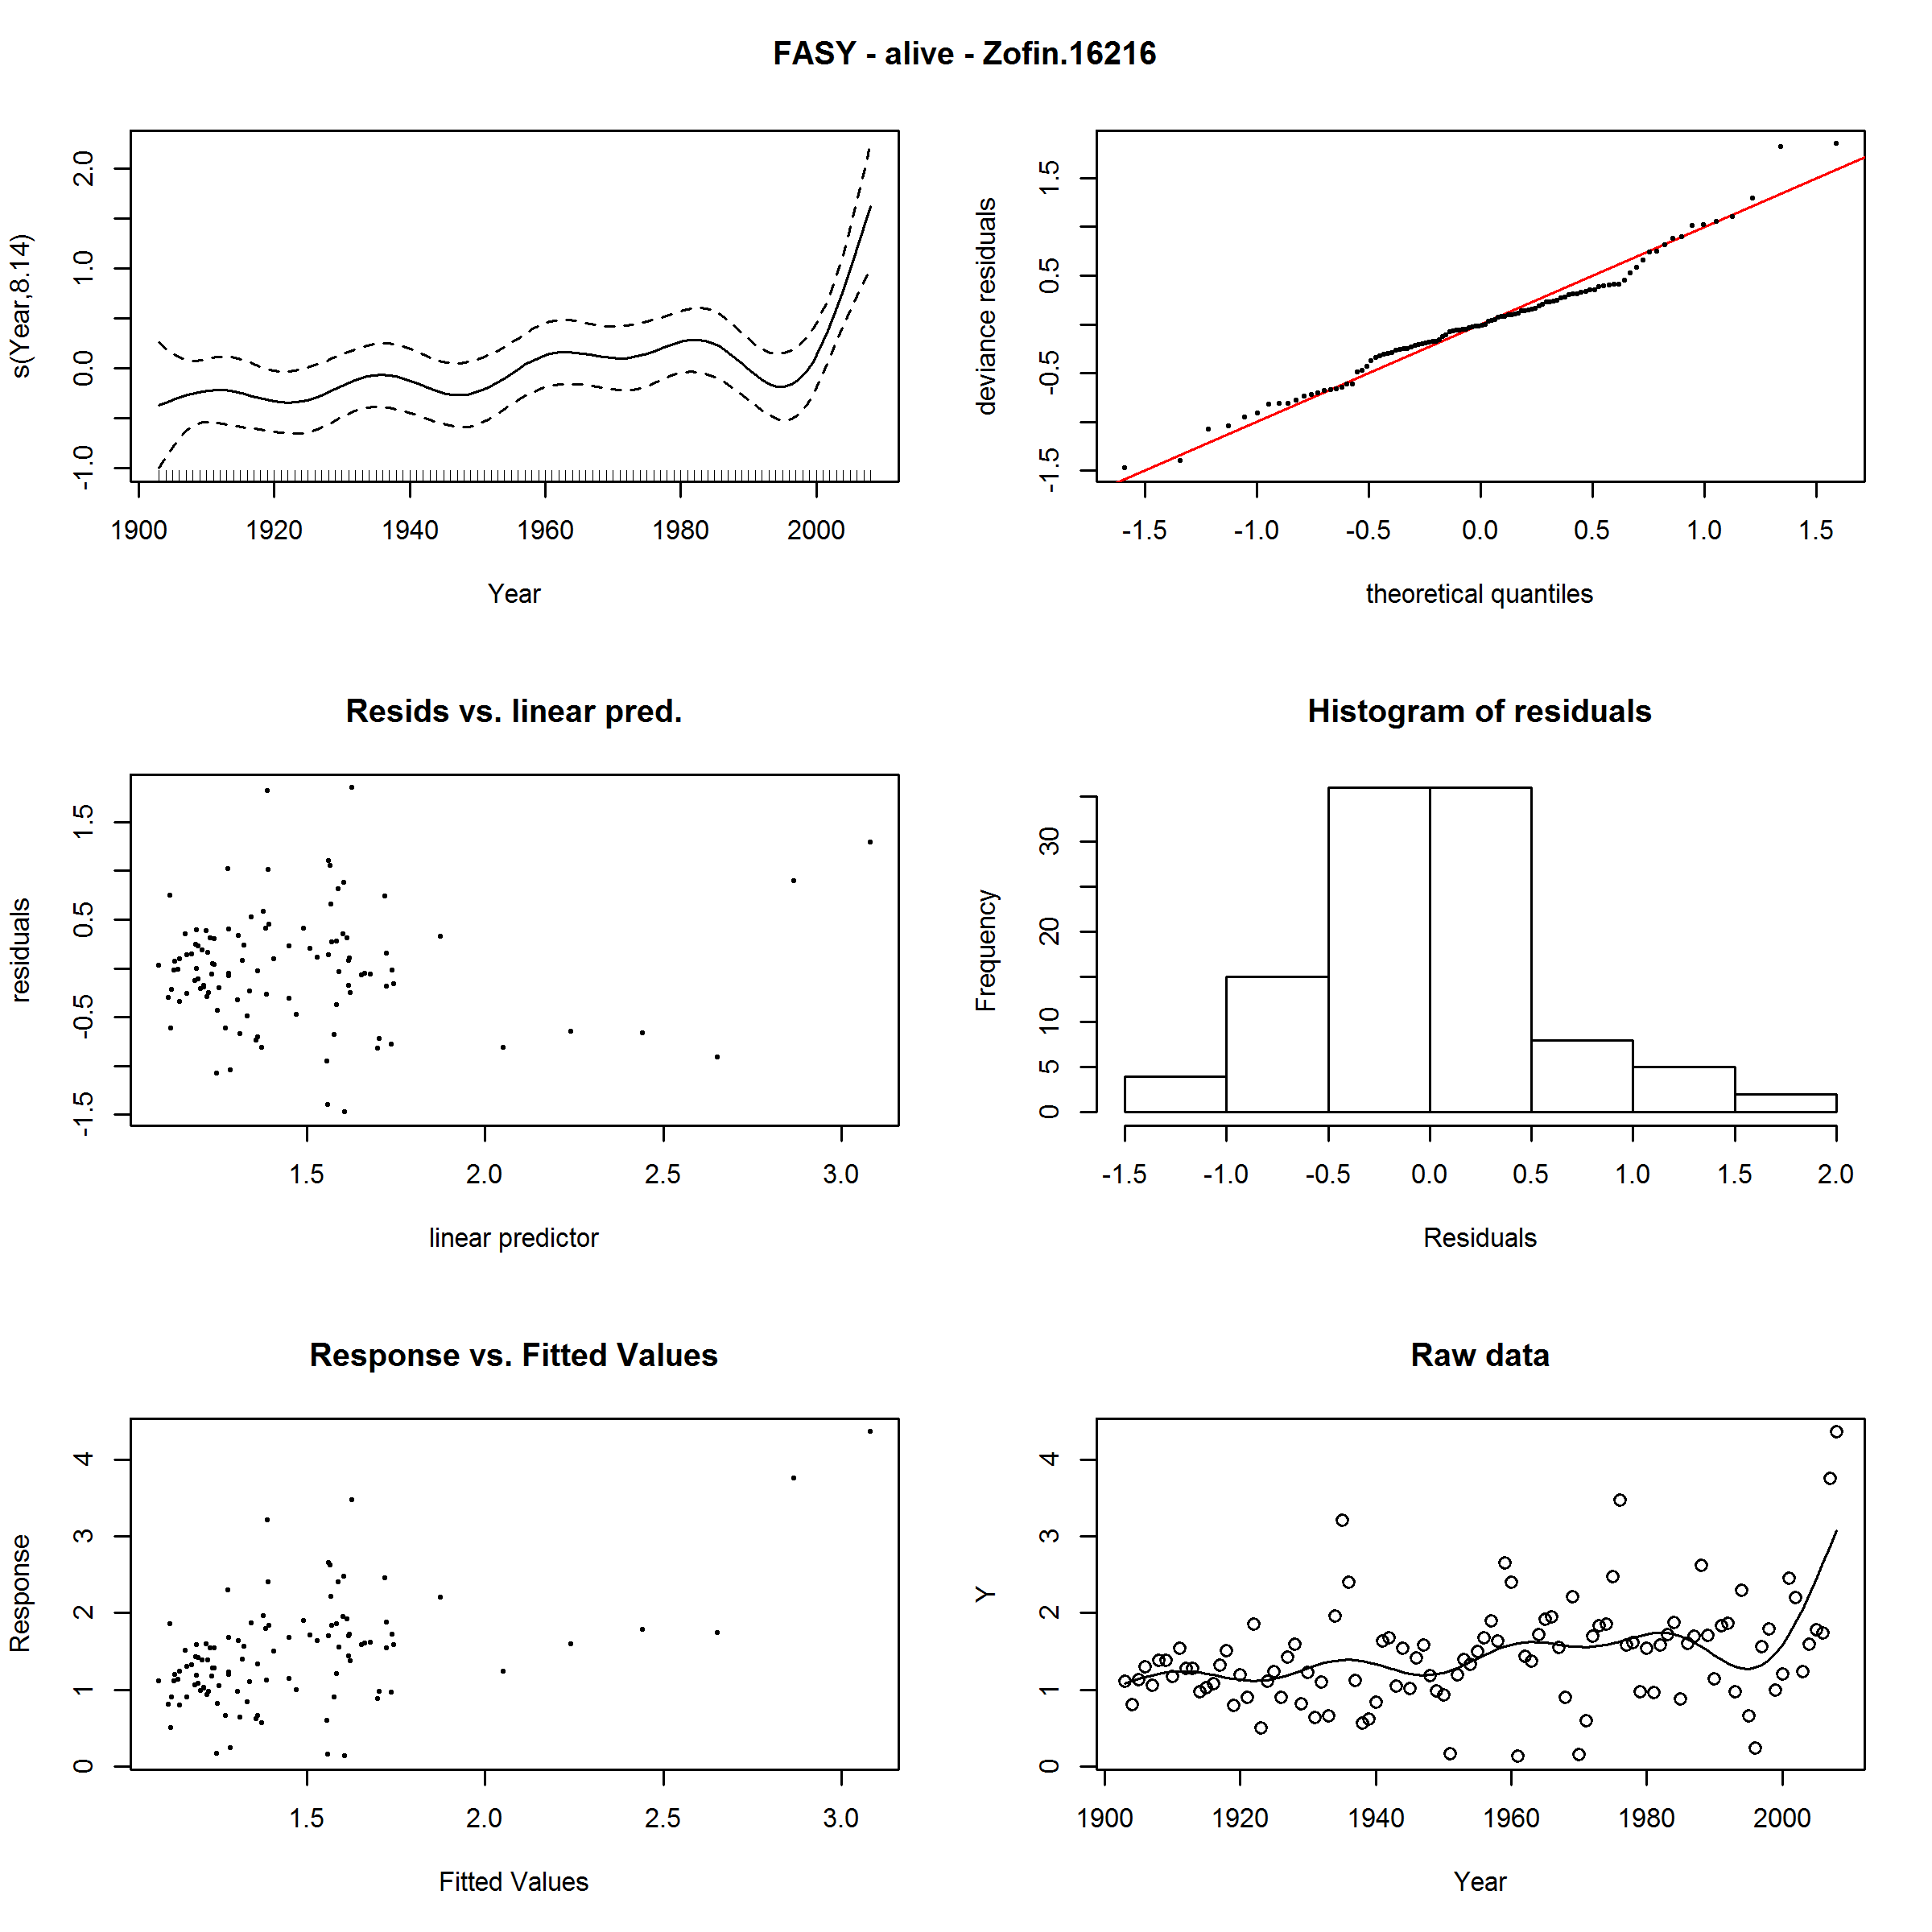 FASY - alive - Zofin.16216
s(Year,8.14)
-1.0 0.0 1.0 2.0
1900 1920 1940 1960 1980 2000
Year
deviance residuals
-1.5 -0.5 0.5 1.5
-1.5 -1.0 -0.5 0.0 0.5 1.0 1.5
theoretical quantiles
Resids vs. linear pred.
residuals
-1.5 -0.5 0.5 1.5
1.5 2.0 2.5 3.0
linear predictor
Histogram of residuals
Frequency
0 5 10 20 30
-1.5 -1.0 -0.5 0.0 0.5 1.0 1.5 2.0
Residuals
Response vs. Fitted Values
Response
0 1 2 3 4
1.5 2.0 2.5 3.0
Fitted Values
Raw data
Y
0 1 2 3 4
1900 1920 1940 1960 1980 2000
Year